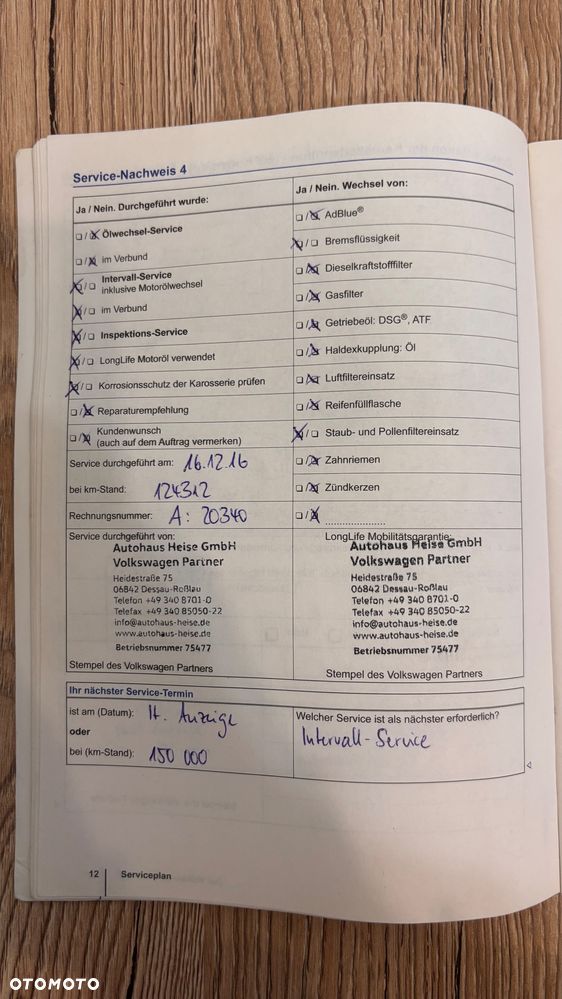 Service-Nachweis 4
Ja / Nein. Durchgeführt wurde:
Ölwechsel-Service
im Verbund
Intervall-Service
inklusive Motorölwechsel
im Verbund
Inspektions-Service
LongLife Motoröl verwendet
Korrosionsschutz der Karosserie prüfen
Reparaturempfehlung
Kundenwunsch
(auch auf dem Auftrag vermerken)
Service durchgeführt am: 16.12.16
bei km-Stand: 124312
Rechnungsnummer: A: 20340
Ja / Nein. Wechsel von:
AdBlue®
Bremsflüssigkeit
Dieselkraftstofffilter
Gasfilter
Getriebeöl: DSG®, ATF
Haldexkupplung: Öl
Luftfiltereinsatz
Reifenfüllflasche
Staub- und Pollenfiltereinsatz
Zahnriemen
Zündkerzen
.....................
Service durchgeführt von:
Autohaus Heise GmbH
Volkswagen Partner
Heidestraße 75
06842 Dessau-Roßlau
Telefon +49 340 8701-0
Telefax +49 340 85050-22
info@autohaus-heise.de
www.autohaus-heise.de
Betriebsnummer 75477
Stempel des Volkswagen Partners
LongLife Mobilitätsgarantie:
Autohaus Heise GmbH
Volkswagen Partner
Heidestraße 75
06842 Dessau-Roßlau
Telefon +49 340 8701-0
Telefax +49 340 85050-22
info@autohaus-heise.de
www.autohaus-heise.de
Betriebsnummer 75477
Stempel des Volkswagen Partners
Ihr nächster Service-Termin
ist am (Datum): lt. Anzeige
oder
bei (km-Stand): 150 000
Welcher Service ist als nächster erforderlich?
Intervall-Service
12 Serviceplan
OTOMOTO